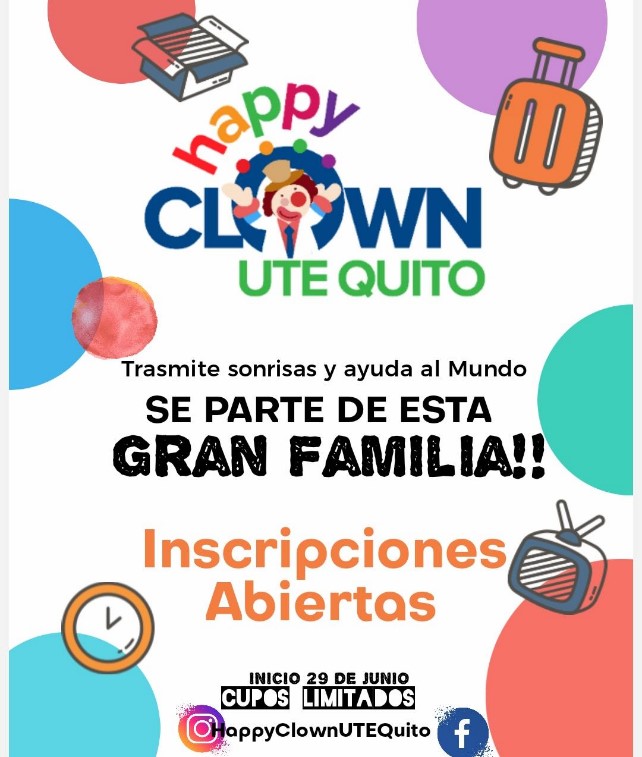 happy
CLOWN
UTE QUITO
Trasmite sonrisas y ayuda al Mundo
SE PARTE DE ESTA
GRAN FAMILIA!!
Inscripciones
Abiertas
INICIO 29 DE JUNIO
CUPOS LIMITADOS
HappyClownUTEQuito